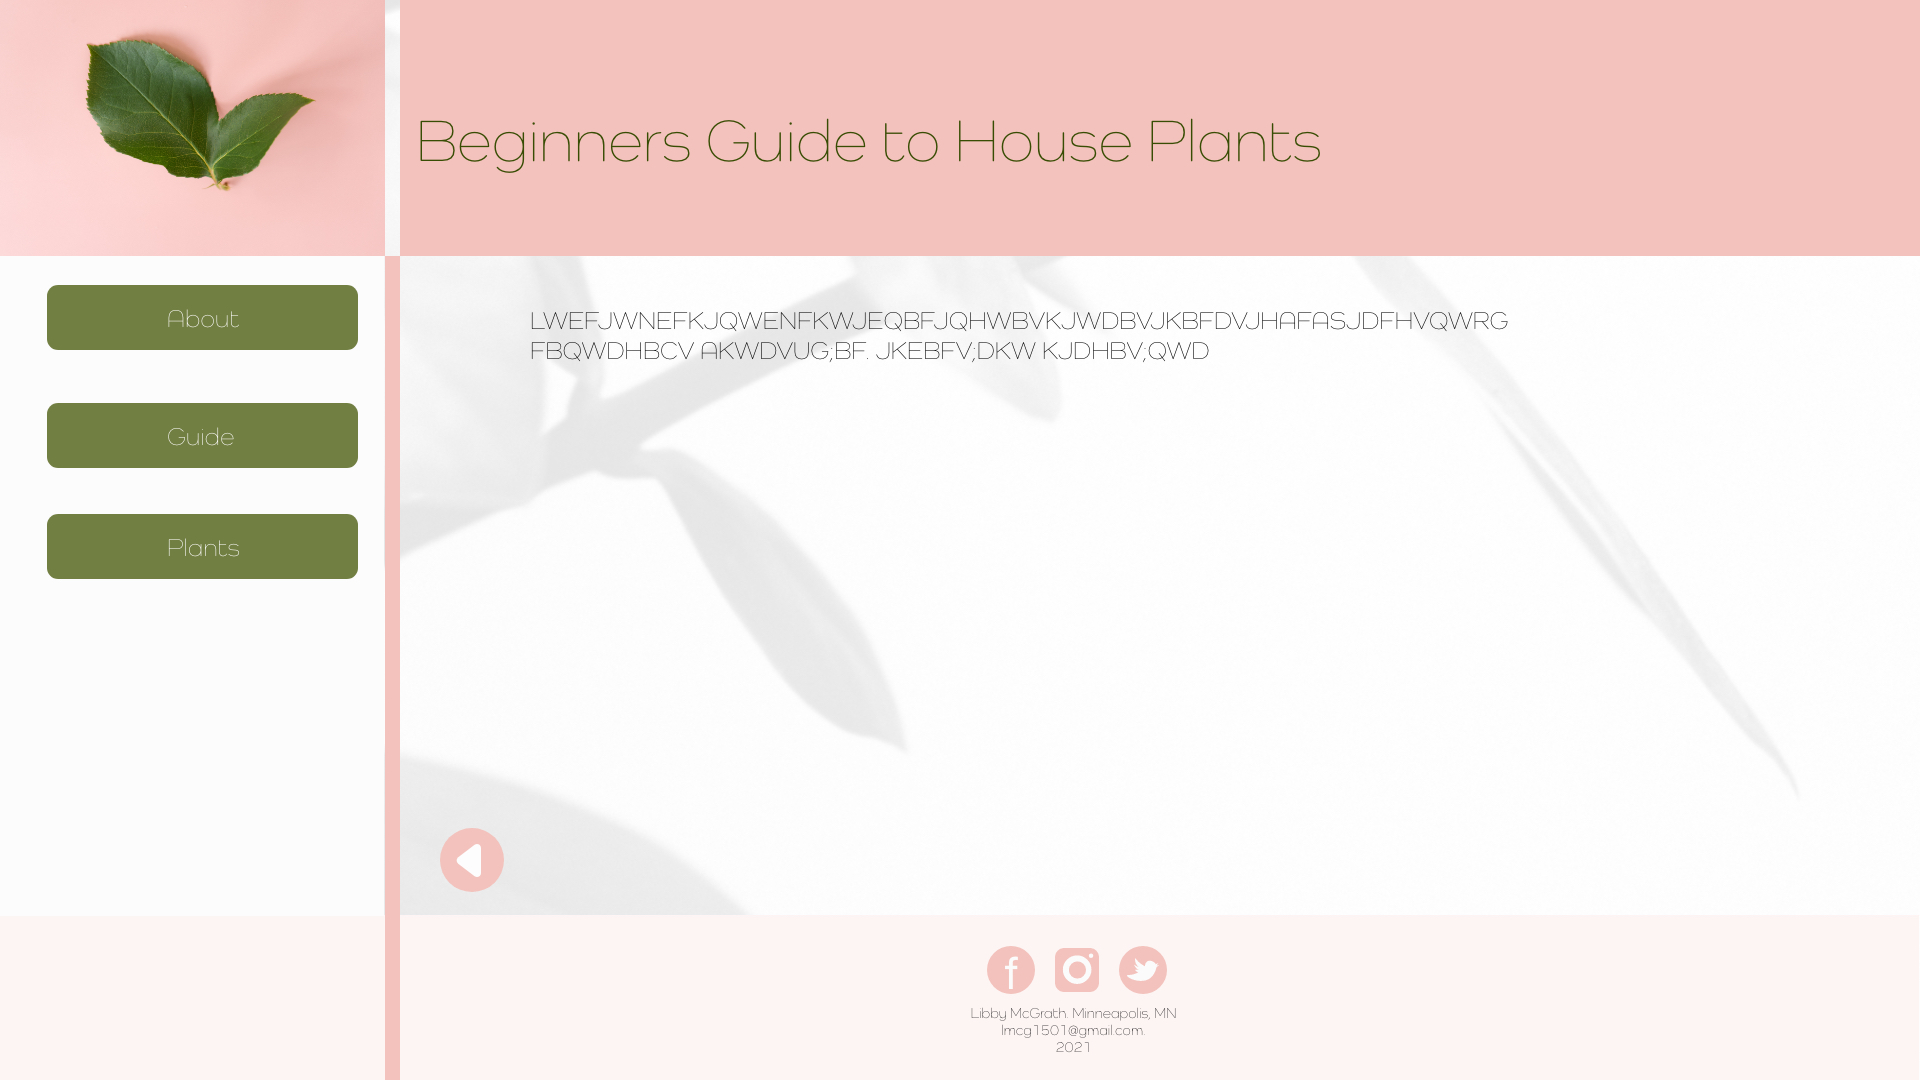 Beginners Guide to House Plants
About
Guide
Plants
LWEFJWNEFKJQWENFKWJEQBFJQHWBVKJWDBVJKBFDVJHAFASJDFHVQWRG
FBQWDHBCV AKWDVUG;BF. JKEBFV;DKW KJDHBV;QWD
Libby McGrath. Minneapolis, MN
lmcg1501@gmail.com.
2021